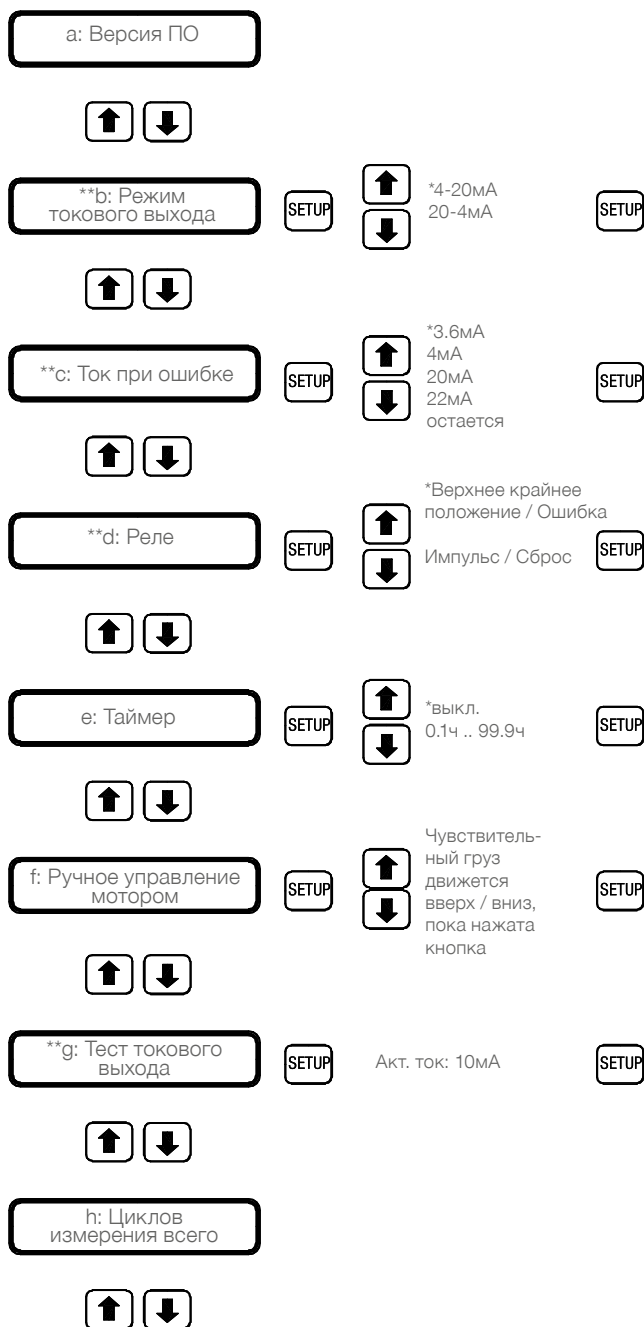 a: Версия ПО
**b: Режим
токового выхода
SETUP
*4-20мА
20-4мА
SETUP
**c: Ток при ошибке
SETUP
*3.6мА
4мА
20мА
22мА
остается
SETUP
**d: Реле
SETUP
*Верхнее крайнее
положение / Ошибка
Импульс / Сброс
SETUP
e: Таймер
SETUP
*выкл.
0.1ч .. 99.9ч
SETUP
f: Ручное управление
мотором
SETUP
Чувствитель-
ный груз
движется
вверх / вниз,
пока нажата
кнопка
SETUP
**g: Тест токового
выхода
SETUP
Акт. ток: 10мА
SETUP
h: Циклов
измерения всего